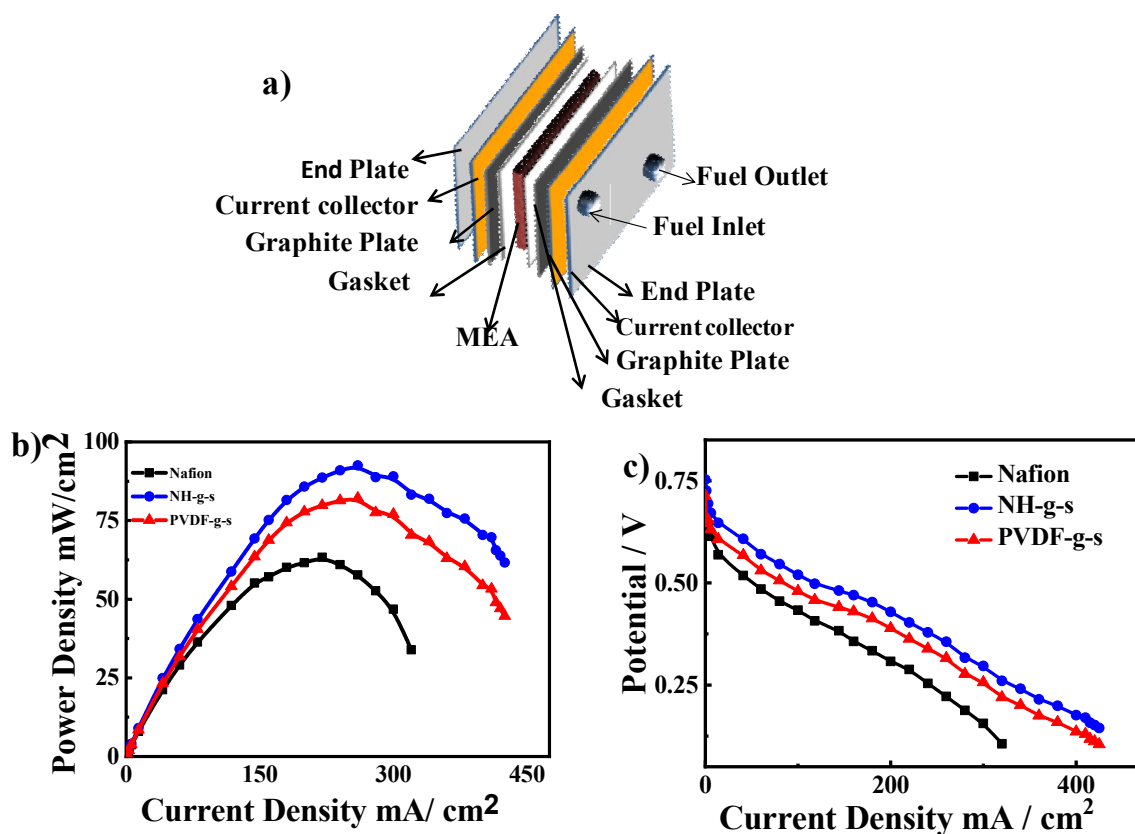 a)
End Plate
Current collector
Graphite Plate
Gasket
MEA
Fuel Outlet
Fuel Inlet
End Plate
Current collector
Graphite Plate
Gasket
b)
Power Density mW/cm2
100
75
50
25
0
Nafion
NH-g-s
PVDF-g-s
0 150 300 450
Current Density mA/ cm2
c)
Potential / V
0.75
0.50
0.25
Nafion
NH-g-s
PVDF-g-s
0 200 400
Current Density mA / cm2